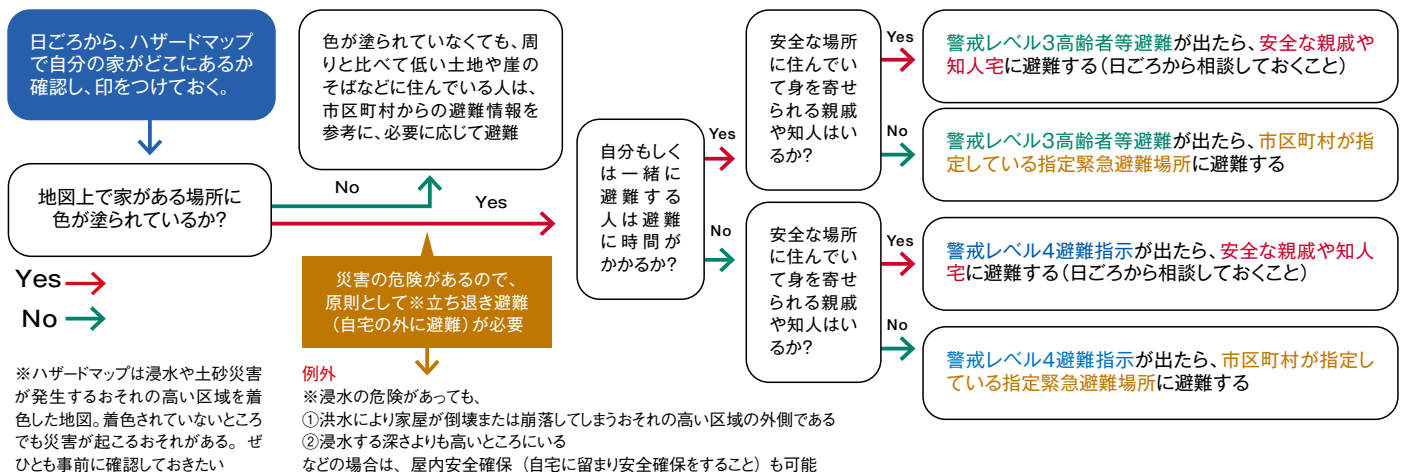 日ごろから、ハザードマップ
で自分の家がどこにあるか
確認し、印をつけておく。
地図上で家がある場所に
色が塗られているか?
Yes
No
※ハザードマップは浸水や土砂災害
が発生するおそれの高い区域を着
色した地図。着色されていないところ
でも災害が起こるおそれがある。ぜ
ひとも事前に確認しておきたい
色が塗られていなくても、周
りと比べて低い土地や崖の
そばなどに住んでいる人は、
市区町村からの避難情報を
参考に、必要に応じて避難
No
Yes
災害の危険があるので、
原則として※立ち退き避難
(自宅の外に避難)が必要
例外
※浸水の危険があっても、
①洪水により家屋が倒壊または崩落してしまうおそれの高い区域の外側である
②浸水する深さよりも高いところにいる
などの場合は、屋内安全確保(自宅に留まり安全確保をすること)も可能
自分もしく
は一緒に
避難する
人は避難
に時間が
かかるか?
Yes
No
安全な場所
に住んでい
て身を寄せ
られる親戚
や知人はい
るか?
Yes
No
警戒レベル3高齢者等避難が出たら、安全な親戚や
知人宅に避難する(日ごろから相談しておくこと)
警戒レベル3高齢者等避難が出たら、市区町村が指
定している指定緊急避難場所に避難する
安全な場所
に住んでい
て身を寄せ
られる親戚
や知人はい
るか?
Yes
No
警戒レベル4避難指示が出たら、安全な親戚や知人
宅に避難する(日ごろから相談しておくこと)
警戒レベル4避難指示が出たら、市区町村が指定し
ている指定緊急避難場所に避難する